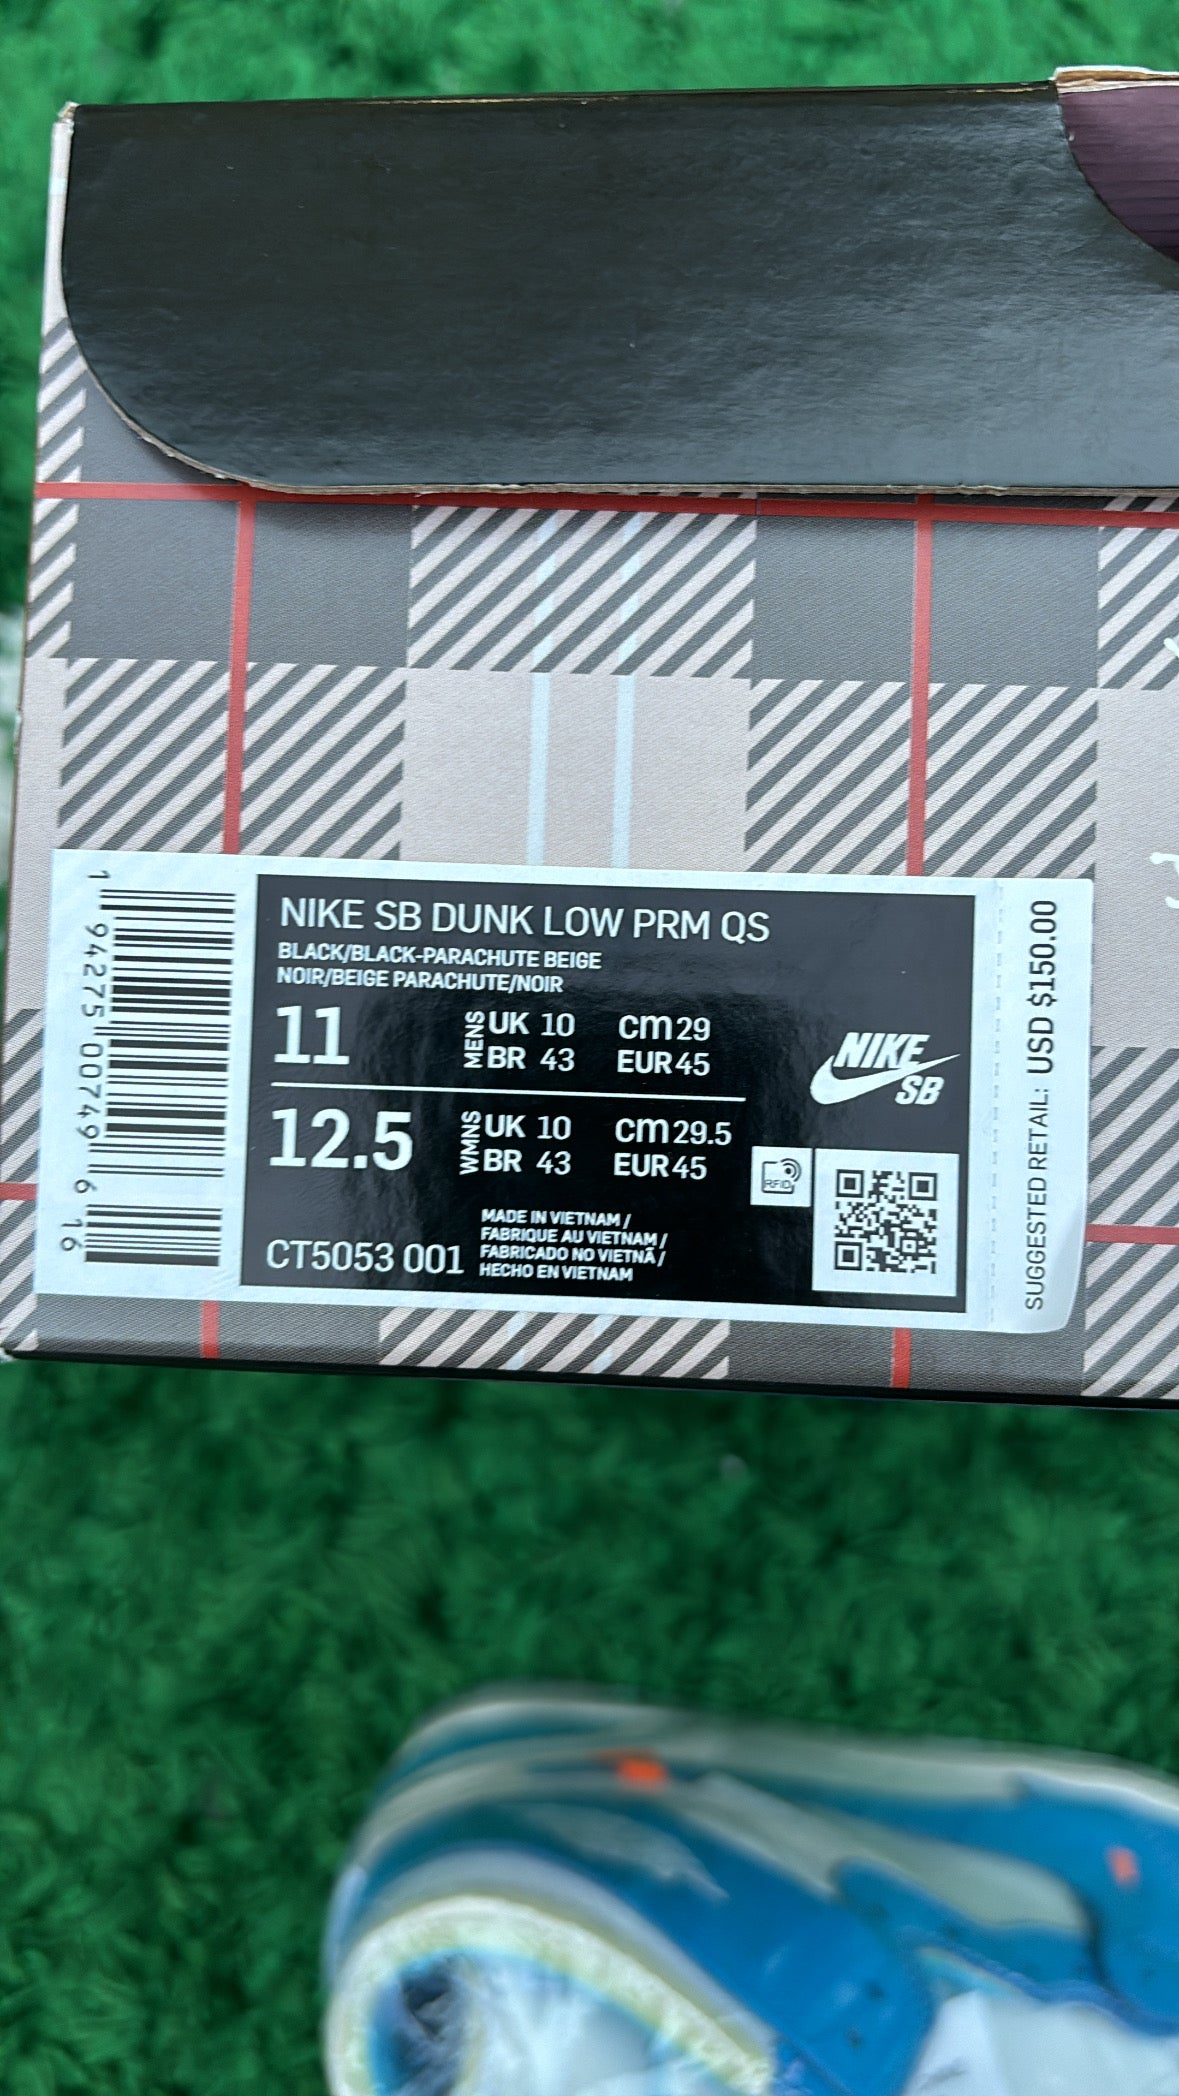 NIKE SB DUNK LOW PRM QS
BLACK/BLACK-PARACHUTE BEIGE
NOIR/BEIGE PARACHUTE/NOIR
11 MENS UK 10 cm 29
BR 43 EUR 45
12.5 WMNS UK 10 cm 29.5
BR 43 EUR 45
NIKE
SB
RFID
CT5053 001
MADE IN VIETNAM /
FABRIQUE AU VIETNAM /
FABRICADO NO VIETNÃ /
HECHO EN VIETNAM
1 94275 00749 6 16
SUGGESTED RETAIL: USD $150.00